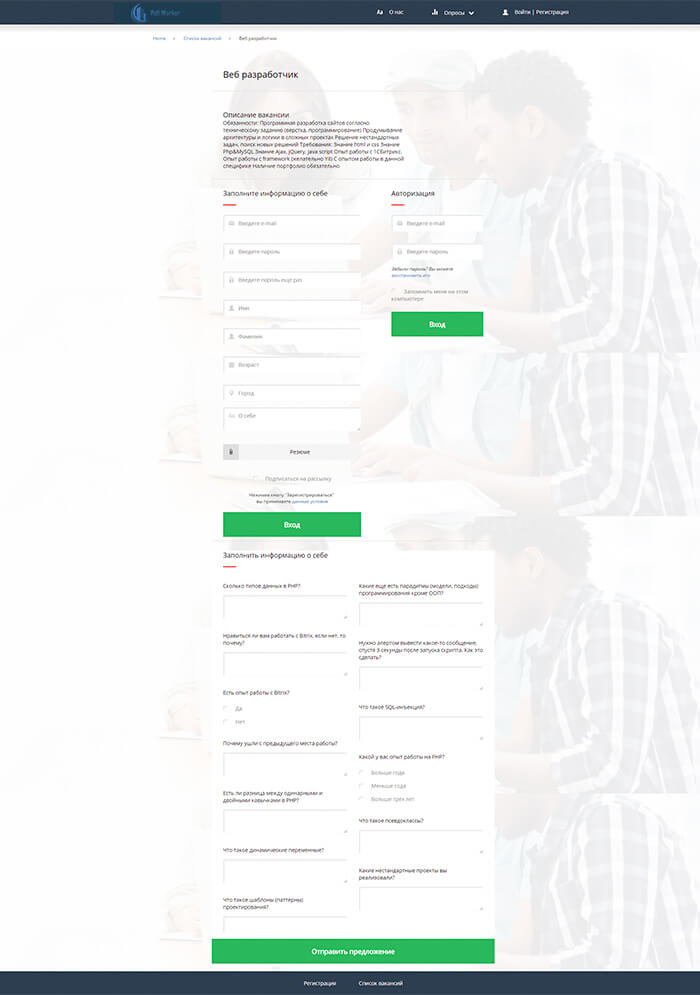 Aa О нас
Опросы
Войти | Регистрация
Home
Список вакансий
Веб разработчик
Веб разработчик
Описание вакансии
Обязанности: Программная разработка сайтов согласно
техническому заданию (верстка, программирование) Продумывание
архитектуры и логики в сложных проектах Решение нестандартных
задач, поиск новых решений Требования: Знание html и css Знание
Php&MySQL Знание Ajax, jQuery, java script Опыт работы с 1СБитрикс.
Опыт работы с framework (желательно YII) С опытом работы в данной
специфике Наличие портфолио обязательно
Заполните информацию о себе
Введите e-mail
Введите пароль
Введите пароль еще раз
Имя
Фамилия
Возраст
Город
О себе
Резюме
Подписаться на рассылку
Нажимая кнопку "Зарегистрироваться"
вы принимаете данные условия
Вход
Авторизация
Введите e-mail
Введите пароль
Забыли пароль? Вы можете
восстановить его
Запомнить меня на этом
компьютере
Вход
Заполнить информацию о себе
Сколько типов данных в PHP?
Нравиться ли вам работать с Bitrix, если нет, то
почему?
Есть опыт работы с Bitrix?
Да
Нет
Почему ушли с предыдущего места работы?
Есть ли разница между одинарными и
двойными кавычками в PHP?
Что такое динамические переменные?
Что такое шаблоны (паттерны)
проектирования?
Какие еще есть парадигмы (модели, подходы)
программирования кроме ООП?
Нужно алертом вывести какое-то сообщение,
спустя 3 секунды после запуска скрипта. Как это
сделать?
Что такое SQL-инъекция?
Какой у вас опыт работы на PHP?
Больше года
Меньше года
Больше трех лет
Что такое псевдоклассы?
Какие нестандартные проекты вы
реализовали?
Отправить предложение
Регистрация
Список вакансий